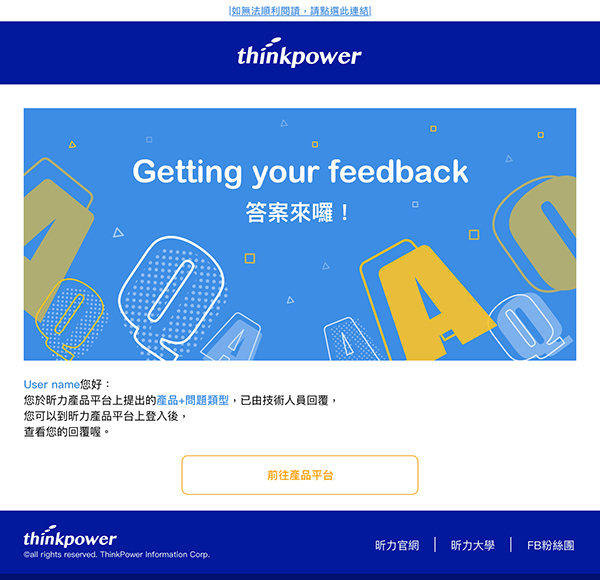 |如無法順利閱讀，請點選此連結|
thinkpower
Getting your feedback
答案來囉！
A
Q
Q
A
A
A
Q
Q
User name您好：
您於昕力產品平台上提出的產品+問題類型，已由技術人員回覆，
您可以到昕力產品平台上登入後，
查看您的回覆喔。
前往產品平台
thinkpower
©all rights reserved. ThinkPower Information Corp.
昕力官網 | 昕力大學 | FB粉絲團